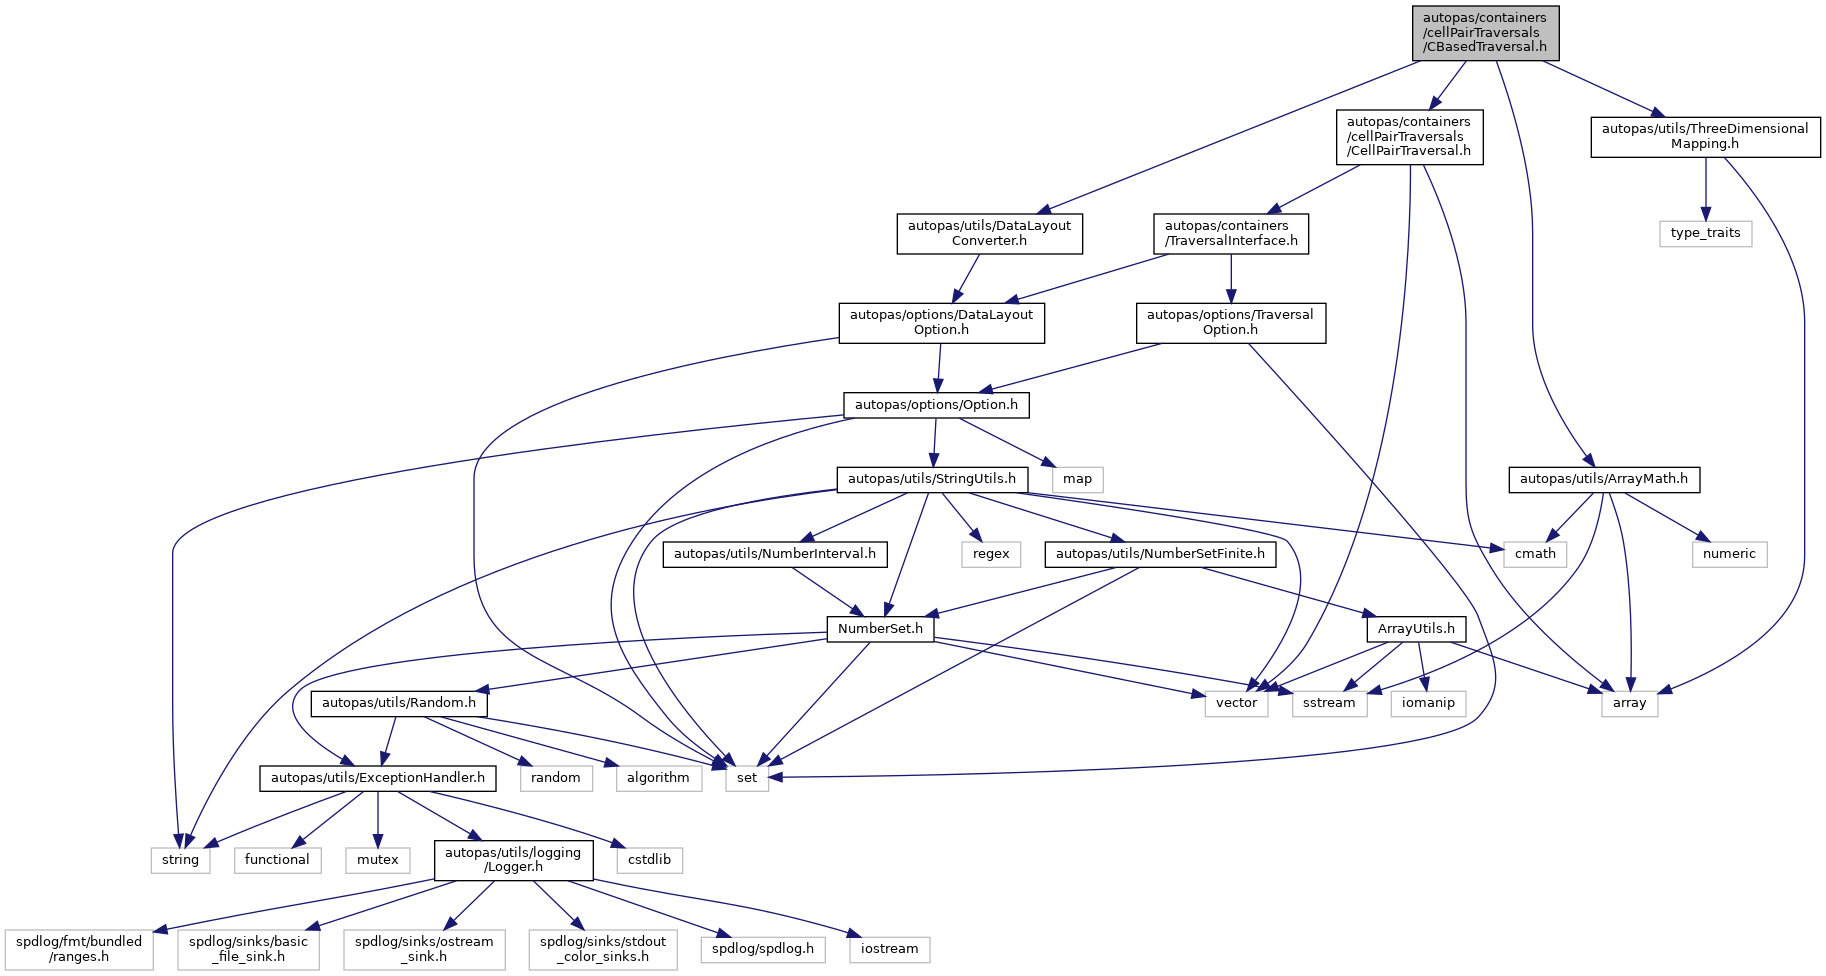 autopas/containers
/cellPairTraversals
/CBasedTraversal.h
autopas/containers
/cellPairTraversals
/CellPairTraversal.h
autopas/utils/ThreeDimensional
Mapping.h
autopas/utils/DataLayout
Converter.h
autopas/containers
/TraversalInterface.h
type_traits
autopas/options/DataLayout
Option.h
autopas/options/Traversal
Option.h
autopas/options/Option.h
autopas/utils/StringUtils.h
map
autopas/utils/ArrayMath.h
autopas/utils/NumberInterval.h
regex
autopas/utils/NumberSetFinite.h
cmath
numeric
NumberSet.h
ArrayUtils.h
autopas/utils/Random.h
vector
sstream
iomanip
array
autopas/utils/ExceptionHandler.h
random
algorithm
set
string
functional
mutex
autopas/utils/logging
/Logger.h
cstdlib
spdlog/fmt/bundled
/ranges.h
spdlog/sinks/basic
_file_sink.h
spdlog/sinks/ostream
_sink.h
spdlog/sinks/stdout
_color_sinks.h
spdlog/spdlog.h
iostream